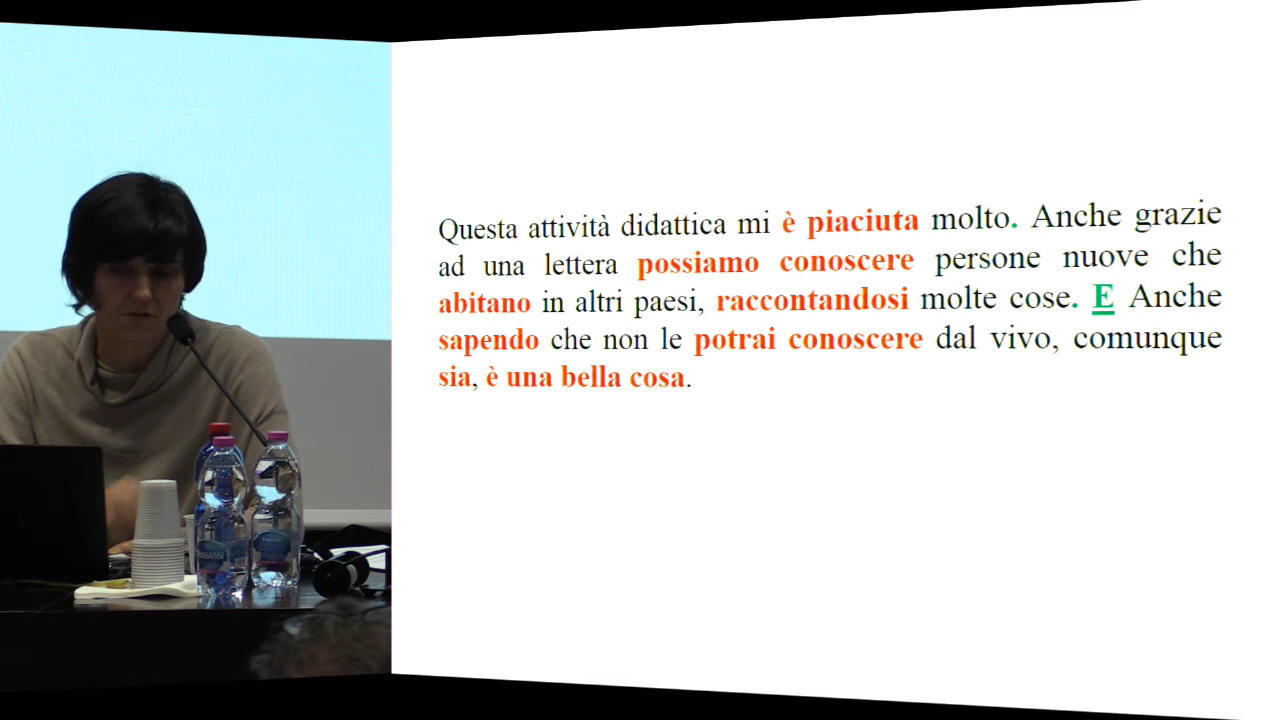 Questa attività didattica mi è piaciuta molto. Anche grazie
ad una lettera possiamo conoscere persone nuove che
abitano in altri paesi, raccontandosi molte cose. E Anche
sapendo che non le potrai conoscere dal vivo, comunque
sia, è una bella cosa.